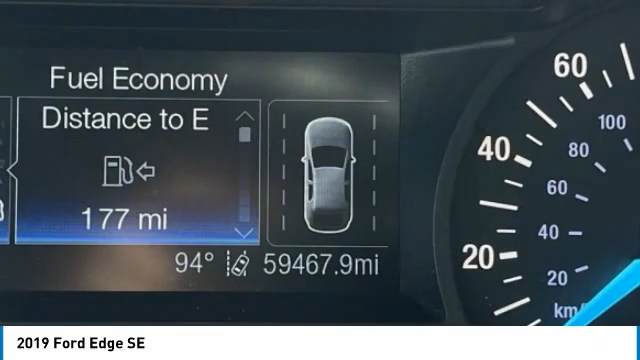 Fuel Economy
Distance to E
177 mi
94° 59467.9mi
60
100
40
80
60
20
40
20
km/
2019 Ford Edge SE